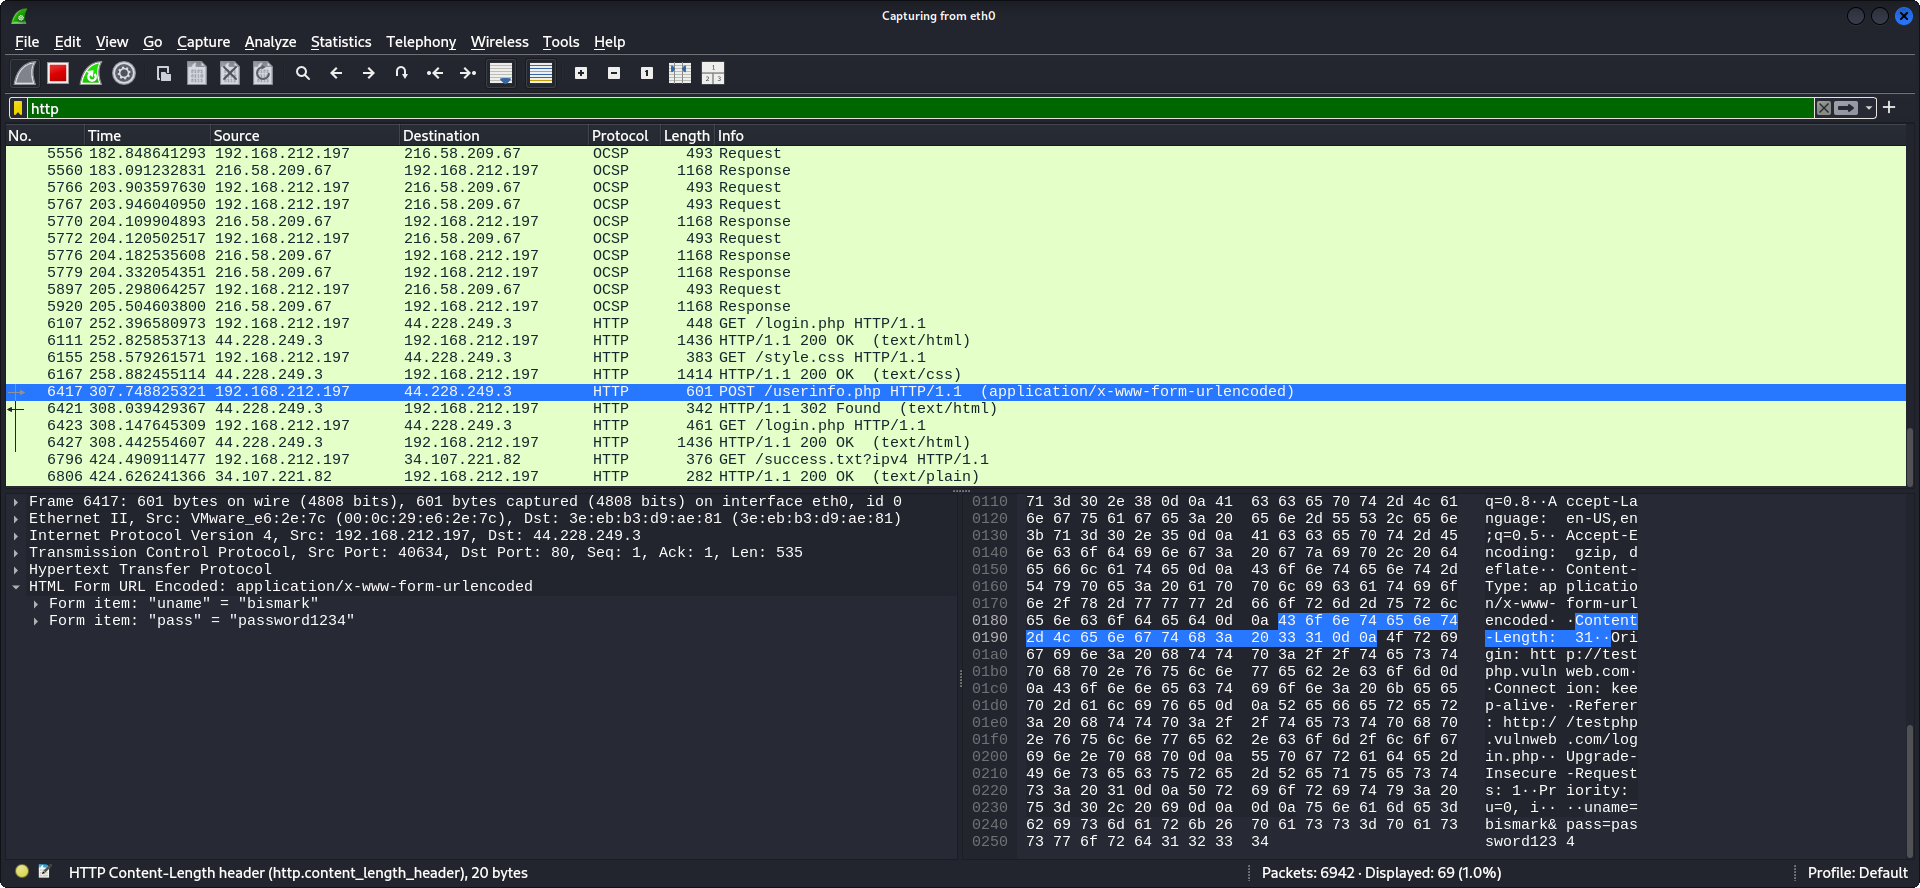 Capturing from eth0
File Edit View Go Capture Analyze Statistics Telephony Wireless Tools Help
http
No. Time Source Destination Protocol Length Info
5556 182.848641293 192.168.212.197 216.58.209.67 OCSP 493 Request
5560 183.091232831 216.58.209.67 192.168.212.197 OCSP 1168 Response
5766 203.903597630 192.168.212.197 216.58.209.67 OCSP 493 Request
5767 203.946040950 192.168.212.197 216.58.209.67 OCSP 493 Request
5770 204.109904893 216.58.209.67 192.168.212.197 OCSP 1168 Response
5772 204.120502517 192.168.212.197 216.58.209.67 OCSP 493 Request
5776 204.182535608 216.58.209.67 192.168.212.197 OCSP 1168 Response
5779 204.332054351 216.58.209.67 192.168.212.197 OCSP 1168 Response
5897 205.298064257 192.168.212.197 216.58.209.67 OCSP 493 Request
5920 205.504603800 216.58.209.67 192.168.212.197 OCSP 1168 Response
6107 252.396580973 192.168.212.197 44.228.249.3 HTTP 448 GET /login.php HTTP/1.1
6111 252.825853713 44.228.249.3 192.168.212.197 HTTP 1436 HTTP/1.1 200 OK (text/html)
6155 258.579261571 192.168.212.197 44.228.249.3 HTTP 383 GET /style.css HTTP/1.1
6167 258.882455114 44.228.249.3 192.168.212.197 HTTP 1414 HTTP/1.1 200 OK (text/css)
6417 307.748825321 192.168.212.197 44.228.249.3 HTTP 601 POST /userinfo.php HTTP/1.1 (application/x-www-form-urlencoded)
6421 308.039429367 44.228.249.3 192.168.212.197 HTTP 342 HTTP/1.1 302 Found (text/html)
6423 308.147645309 192.168.212.197 44.228.249.3 HTTP 461 GET /login.php HTTP/1.1
6427 308.442554607 44.228.249.3 192.168.212.197 HTTP 1436 HTTP/1.1 200 OK (text/html)
6796 424.490911477 192.168.212.197 34.107.221.82 HTTP 376 GET /success.txt?ipv4 HTTP/1.1
6806 424.626241366 34.107.221.82 192.168.212.197 HTTP 282 HTTP/1.1 200 OK (text/plain)
Frame 6417: 601 bytes on wire (4808 bits), 601 bytes captured (4808 bits) on interface eth0, id 0
Ethernet II, Src: VMware_e6:2e:7c (00:0c:29:e6:2e:7c), Dst: 3e:eb:b3:d9:ae:81 (3e:eb:b3:d9:ae:81)
Internet Protocol Version 4, Src: 192.168.212.197, Dst: 44.228.249.3
Transmission Control Protocol, Src Port: 40634, Dst Port: 80, Seq: 1, Ack: 1, Len: 535
Hypertext Transfer Protocol
HTML Form URL Encoded: application/x-www-form-urlencoded
Form item: "uname" = "bismark"
Form item: "pass" = "password1234"
0110 71 3d 30 2e 38 0d 0a 41 63 63 65 70 74 2d 4c 61 q=0.8··A ccept-La
0120 6e 67 75 61 67 65 3a 20 65 6e 2d 55 53 2c 65 6e nguage: en-US,en
0130 3b 71 3d 30 2e 35 0d 0a 41 63 63 65 70 74 2d 45 ;q=0.5·· Accept-E
0140 6e 63 6f 64 69 6e 67 3a 20 67 7a 69 70 2c 20 64 ncoding: gzip, d
0150 65 66 6c 61 74 65 0d 0a 43 6f 6e 74 65 6e 74 2d eflate·· Content-
0160 54 79 70 65 3a 20 61 70 70 6c 69 63 61 74 69 6f Type: ap plicatio
0170 6e 2f 78 2d 77 77 77 2d 66 6f 72 6d 2d 75 72 6c n/x-www- form-url
0180 65 6e 63 6f 64 65 64 0d 0a 43 6f 6e 74 65 6e 74 encoded· ·Content
0190 2d 4c 65 6e 67 74 68 3a 20 33 31 0d 0a 4f 72 69 -Length: 31··Ori
01a0 67 69 6e 3a 20 68 74 74 70 3a 2f 2f 74 65 73 74 gin: htt p://test
01b0 70 68 70 2e 76 75 6c 6e 77 65 62 2e 63 6f 6d 0d php.vuln web.com·
01c0 0a 43 6f 6e 6e 65 63 74 69 6f 6e 3a 20 6b 65 65 ·Connect ion: kee
01d0 70 2d 61 6c 69 76 65 0d 0a 52 65 66 65 72 65 72 p-alive· ·Referer
01e0 3a 20 68 74 74 70 3a 2f 2f 74 65 73 74 70 68 70 : http:/ /testphp
01f0 2e 76 75 6c 6e 77 65 62 2e 63 6f 6d 2f 6c 6f 67 .vulnweb .com/log
0200 69 6e 2e 70 68 70 0d 0a 55 70 67 72 61 64 65 2d in.php·· Upgrade-
0210 49 6e 73 65 63 75 72 65 2d 52 65 71 75 65 73 74 Insecure -Request
0220 73 3a 20 31 0d 0a 50 72 69 6f 72 69 74 79 3a 20 s: 1··Pr iority:
0230 75 3d 30 2c 20 69 0d 0a 0d 0a 75 6e 61 6d 65 3d u=0, i·· ··uname=
0240 62 69 73 6d 61 72 6b 26 70 61 73 73 3d 70 61 73 bismark& pass=pas
0250 73 77 6f 72 64 31 32 33 34 sword123 4
HTTP Content-Length header (http.content_length_header), 20 bytes
Packets: 6942 · Displayed: 69 (1.0%)
Profile: Default